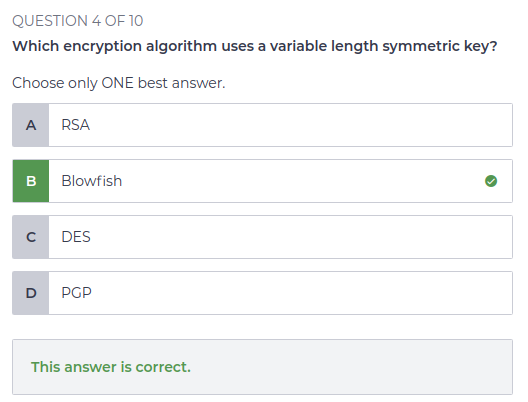 QUESTION 4 OF 10
Which encryption algorithm uses a variable length symmetric key?
Choose only ONE best answer.
A RSA
B Blowfish
C DES
D PGP
This answer is correct.